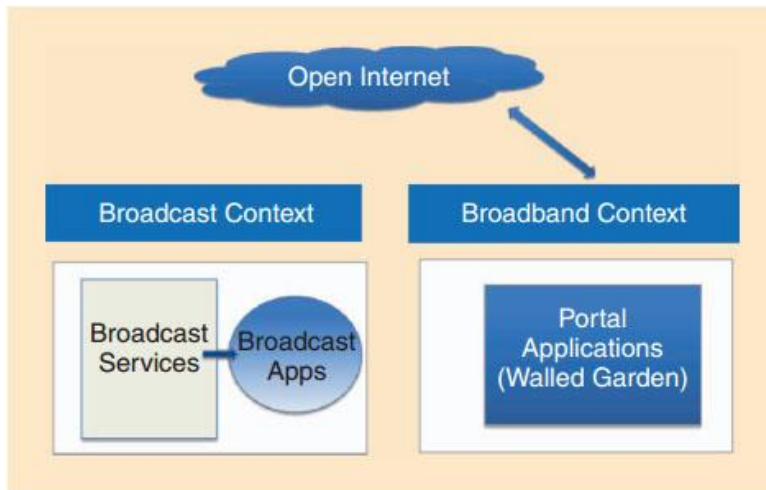 Open Internet
Broadcast Context
Broadband Context
Broadcast
Services
Broadcast
Apps
Portal
Applications
(Walled Garden)